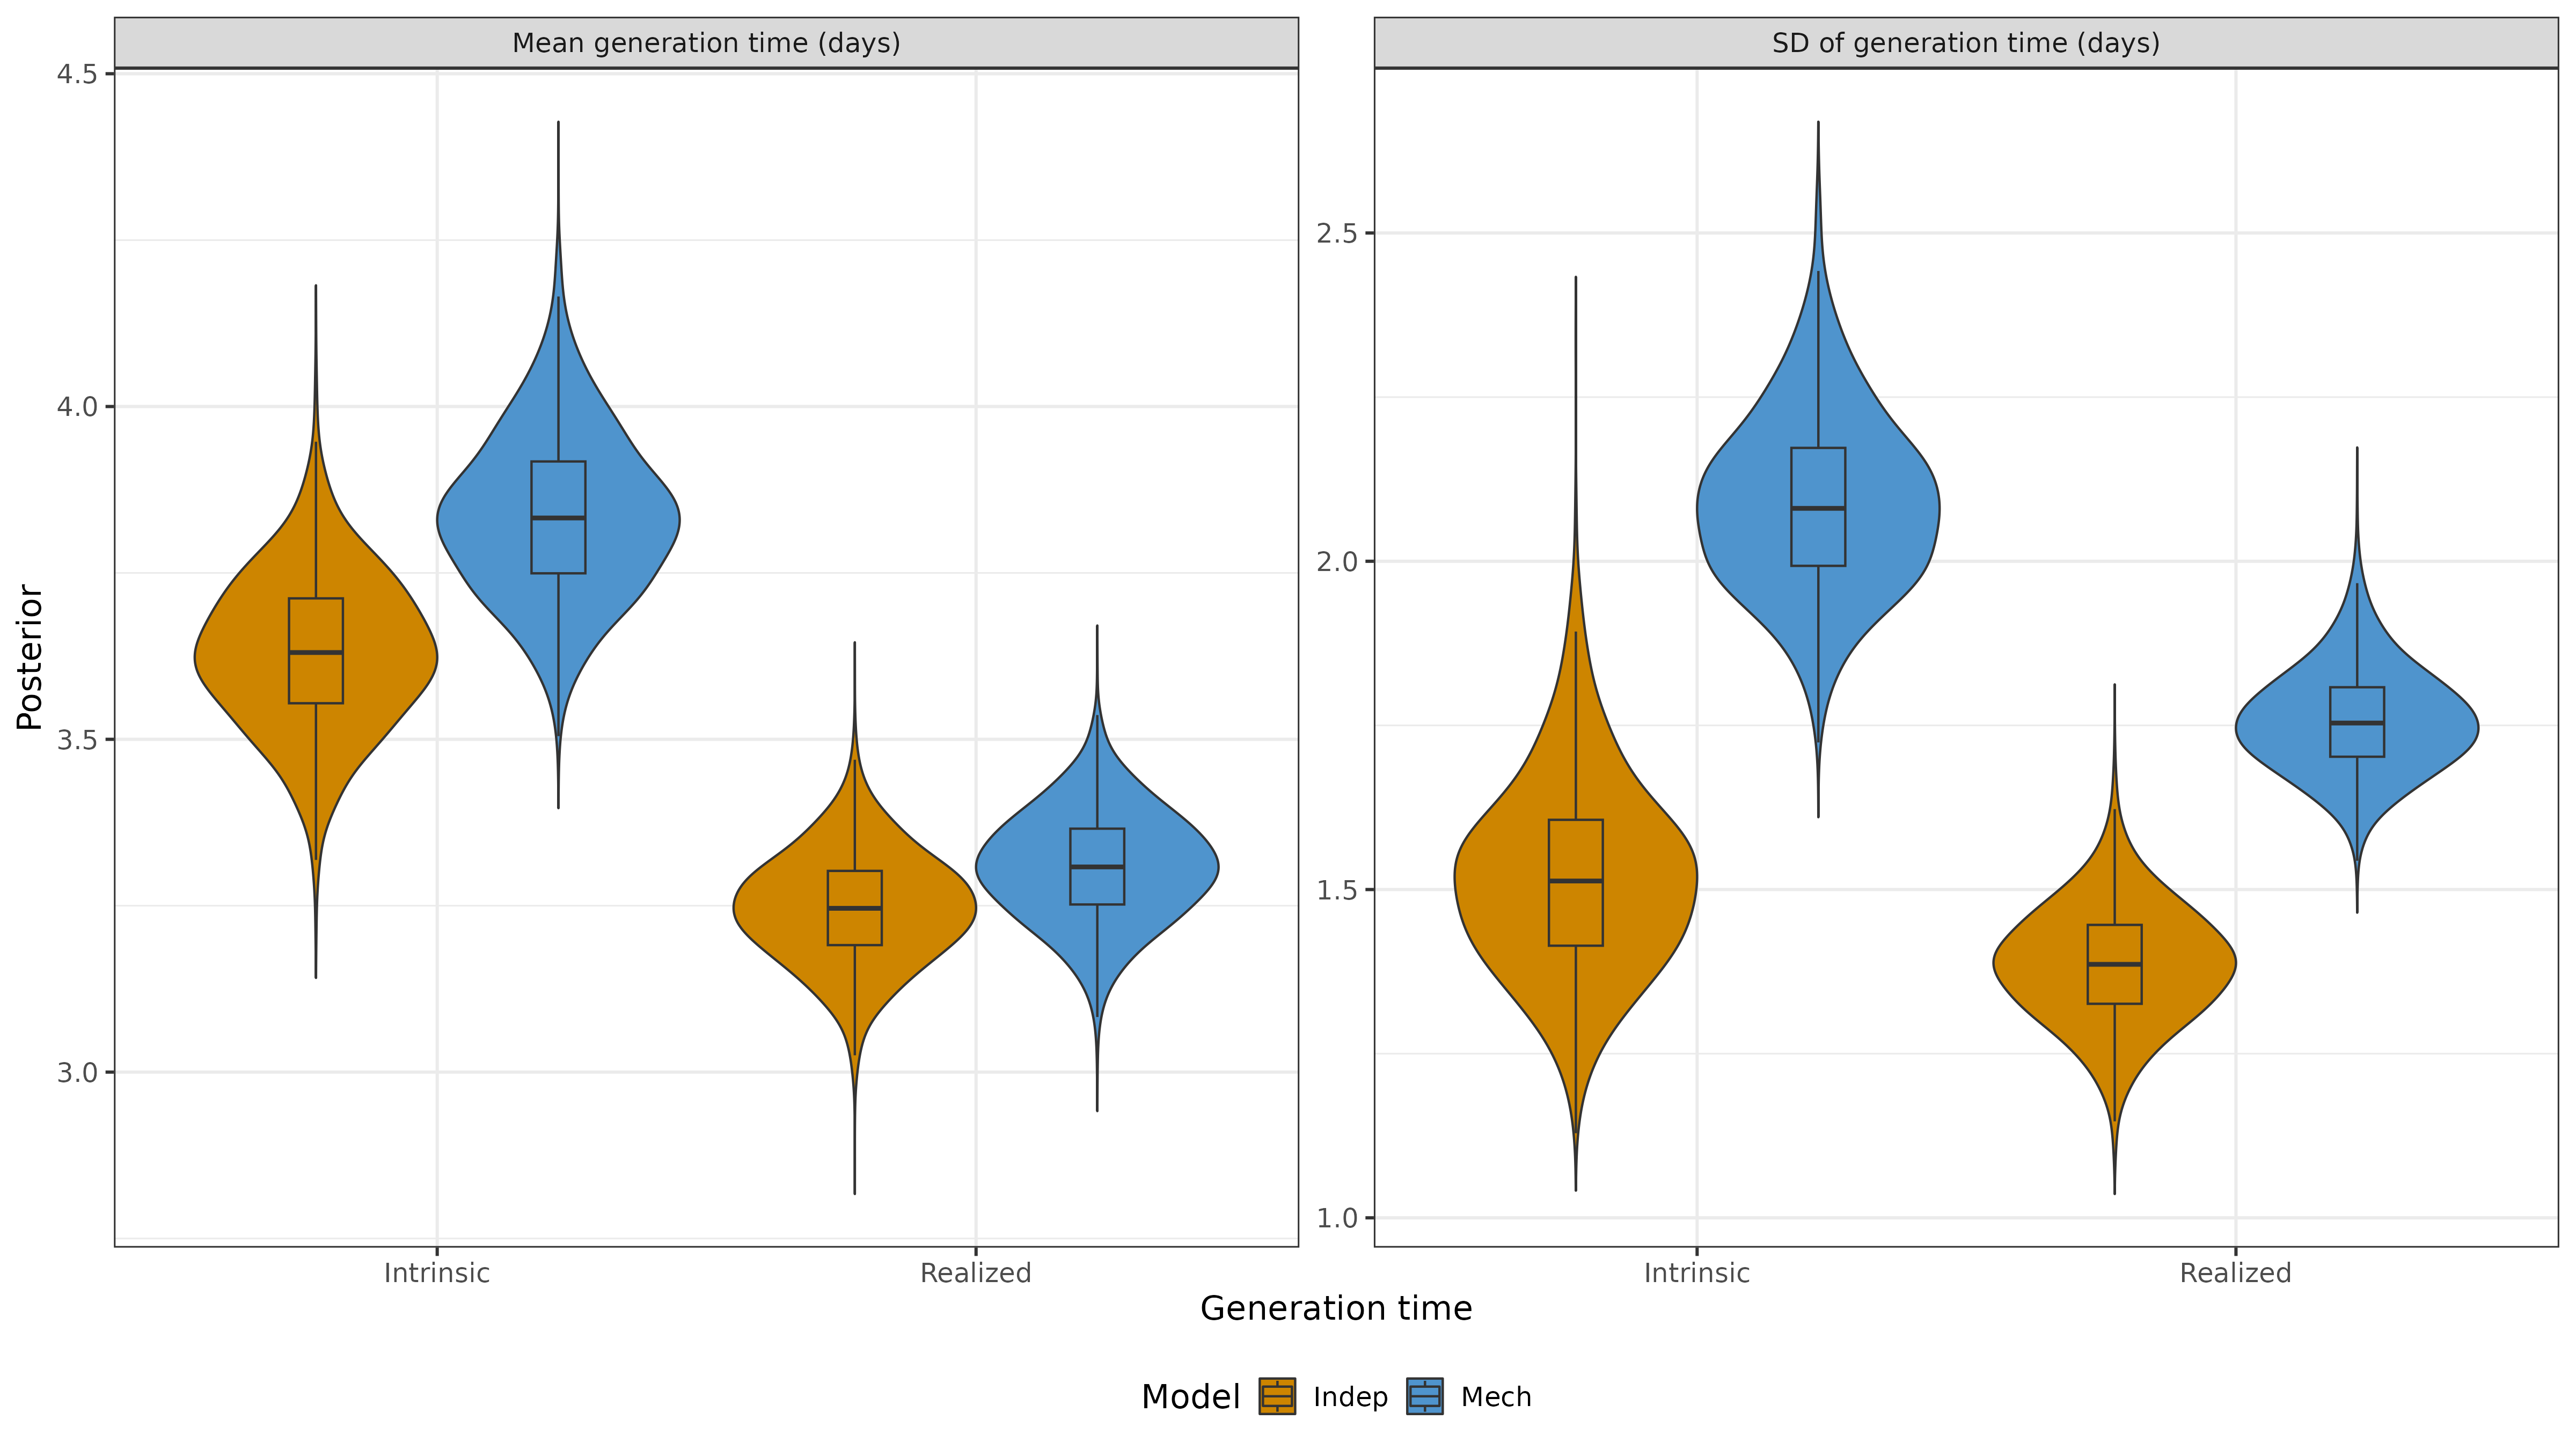 Mean generation time (days)
SD of generation time (days)
Posterior
4.5
4.0
3.5
3.0
2.5
2.0
1.5
1.0
Intrinsic
Realized
Intrinsic
Realized
Generation time
Model Indep Mech